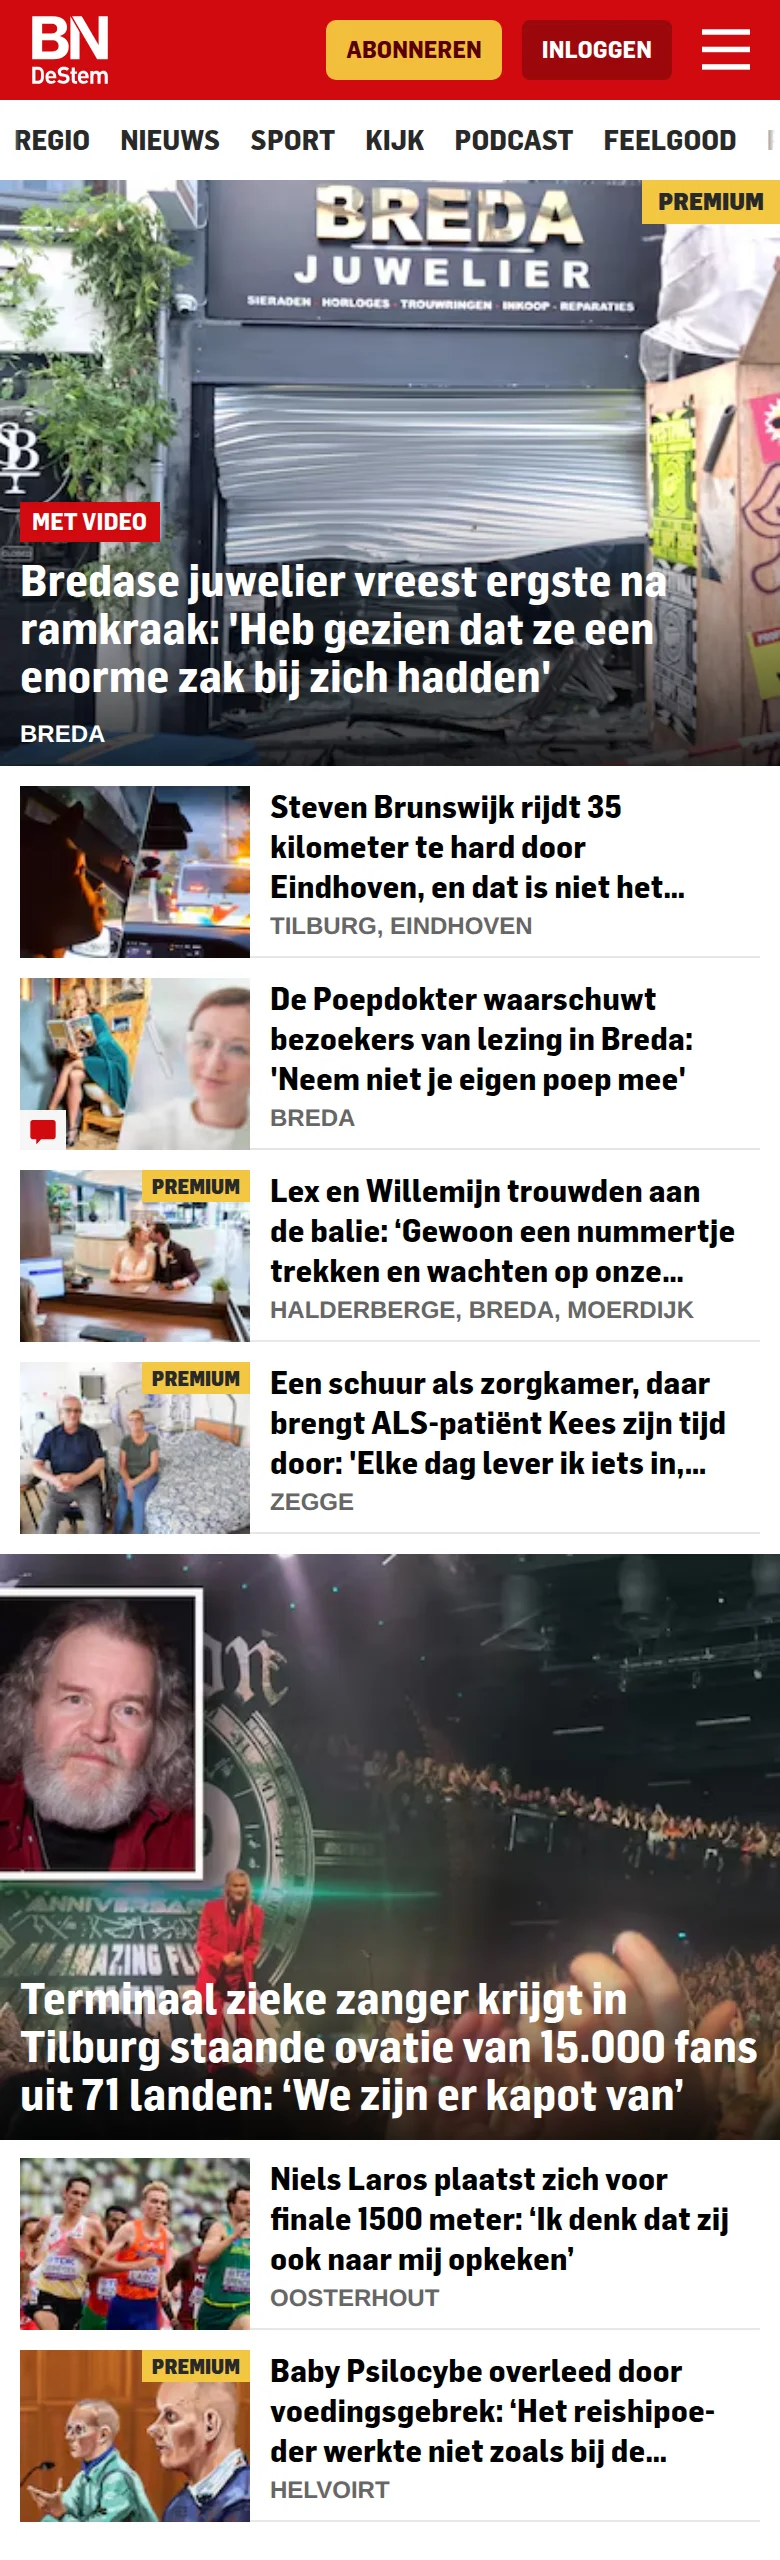 BN
DeStem
ABONNEREN
INLOGGEN
REGIO NIEUWS SPORT KIJK PODCAST FEELGOOD
PREMIUM
BREDA
JUWELIER
SIERADEN · HORLOGES · TROUWRINGEN · INKOOP · REPARATIES
MET VIDEO
Bredase juwelier vreest ergste na
ramkraak: 'Heb gezien dat ze een
enorme zak bij zich hadden'
BREDA
Steven Brunswijk rijdt 35
kilometer te hard door
Eindhoven, en dat is niet het...
TILBURG, EINDHOVEN
De Poepdokter waarschuwt
bezoekers van lezing in Breda:
'Neem niet je eigen poep mee'
BREDA
PREMIUM
Lex en Willemijn trouwden aan
de balie: ‘Gewoon een nummertje
trekken en wachten op onze...
HALDERBERGE, BREDA, MOERDIJK
PREMIUM
Een schuur als zorgkamer, daar
brengt ALS-patiënt Kees zijn tijd
door: 'Elke dag lever ik iets in,...
ZEGGE
ANNIVERSAR
AMAZING FL
Terminaal zieke zanger krijgt in
Tilburg staande ovatie van 15.000 fans
uit 71 landen: ‘We zijn er kapot van’
Niels Laros plaatst zich voor
finale 1500 meter: ‘Ik denk dat zij
ook naar mij opkeken’
OOSTERHOUT
PREMIUM
Baby Psilocybe overleed door
voedingsgebrek: ‘Het reishipoe-
der werkte niet zoals bij de...
HELVOIRT